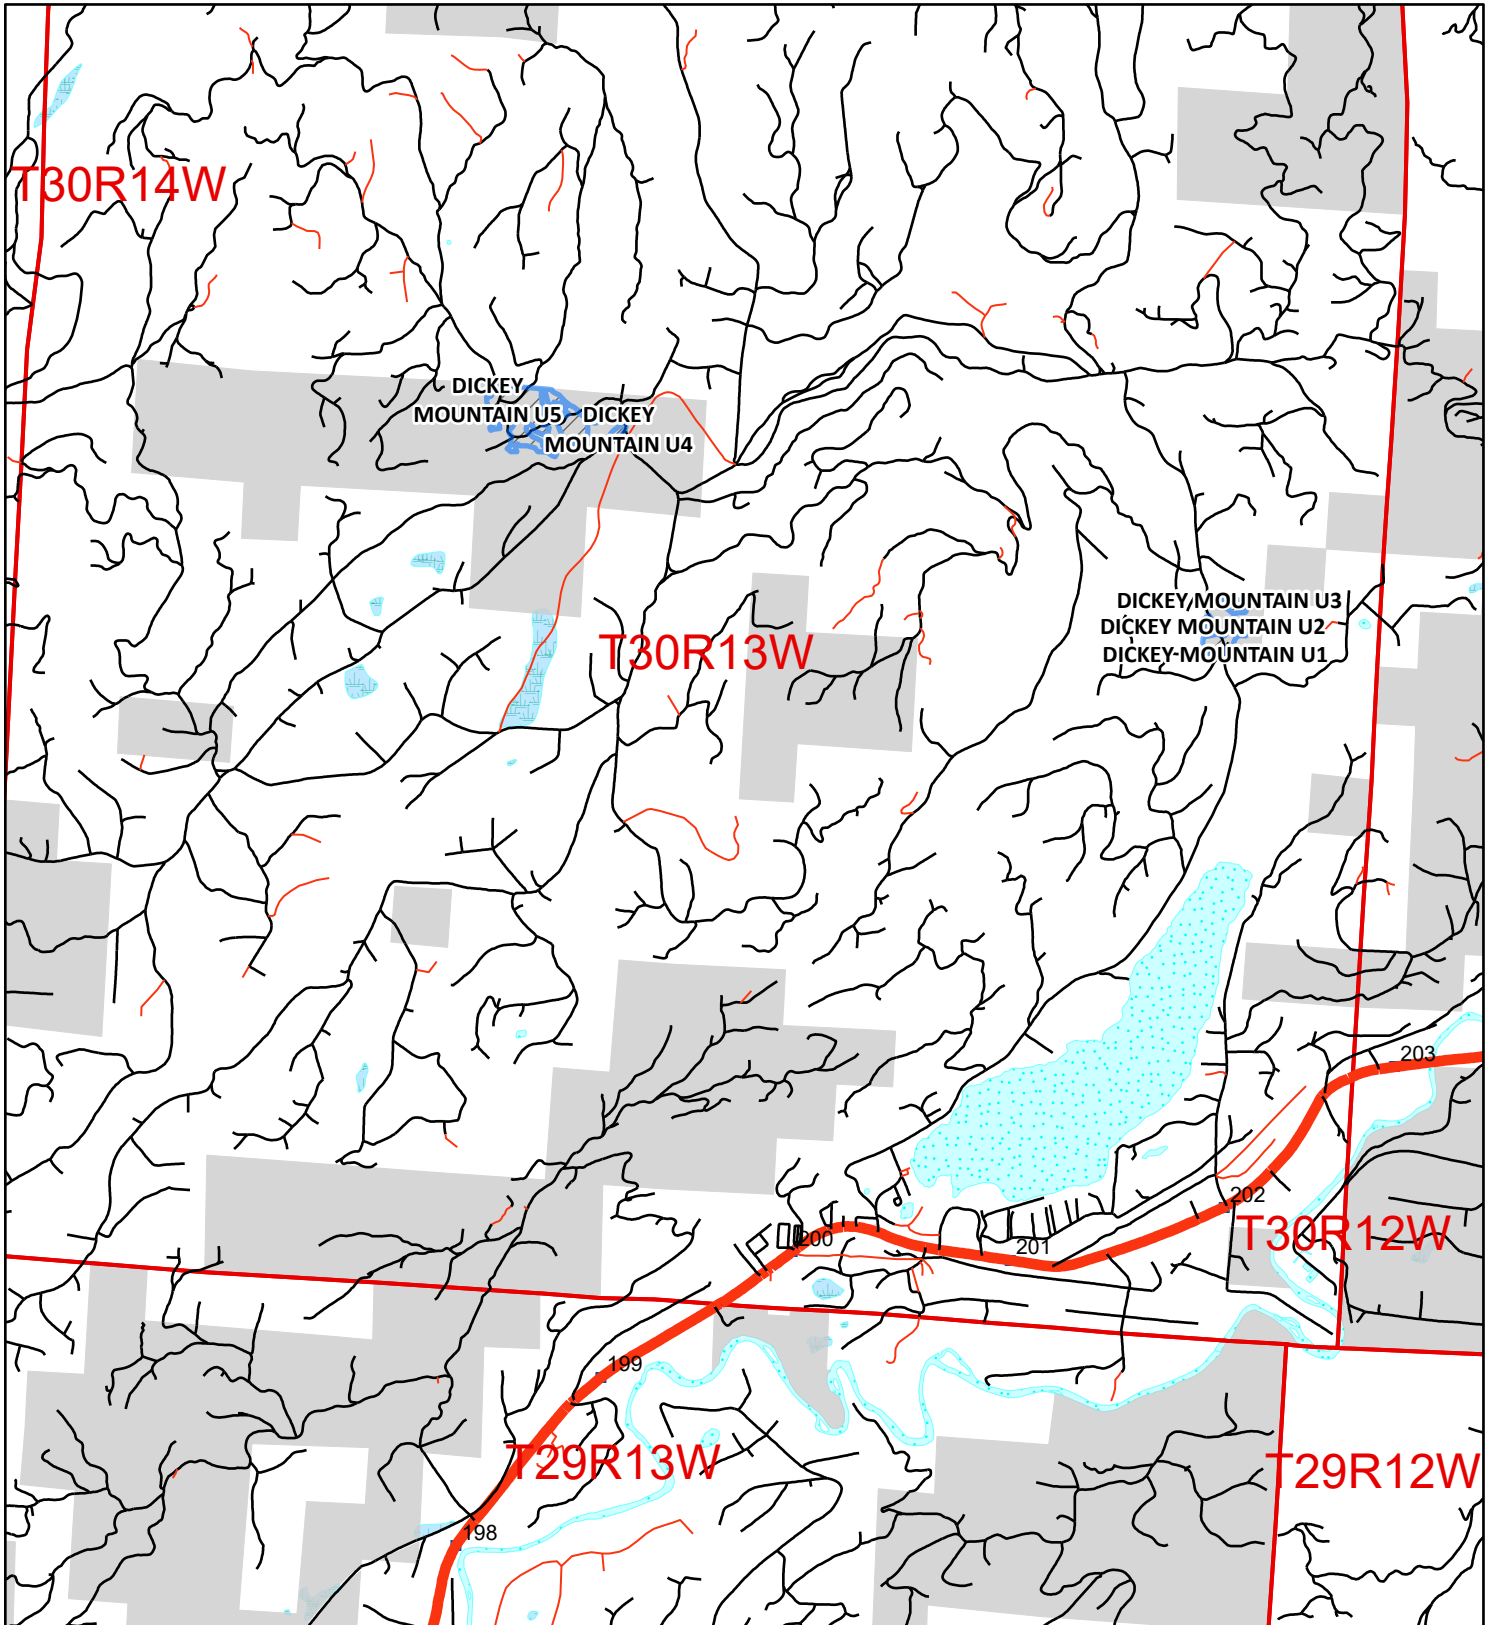 T30R14W
DICKEY
MOUNTAIN U5
DICKEY
MOUNTAIN U4
DICKEY MOUNTAIN U3
DICKEY MOUNTAIN U2
DICKEY MOUNTAIN U1
T30R13W
203
202
T30R12W
200
201
199
T29R13W
T29R12W
198